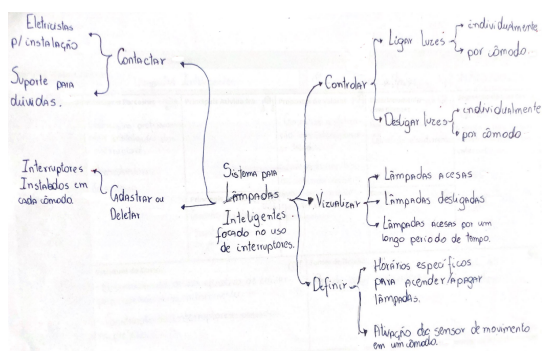 Eletricistas
p/ instalação
Suporte para
dúvidas.
Contactar
Interruptores
Instalados em
cada cômodo.
Cadastrar ou
Deletar
Sistema para
Lâmpadas
Inteligentes.
focado no uso
de interruptores.
Controlar
Ligar luzes
individualmente
por cômodo.
Desligar luzes
individualmente
por cômodo
Vizualizar
Lâmpadas acesas
Lâmpadas desligadas
Lâmpadas acesas por um
longo periodo de tempo.
Definir
Horários específicos
para acender/apagar
lâmpadas.
Ativação do sensor de movimento
em um cômodo.